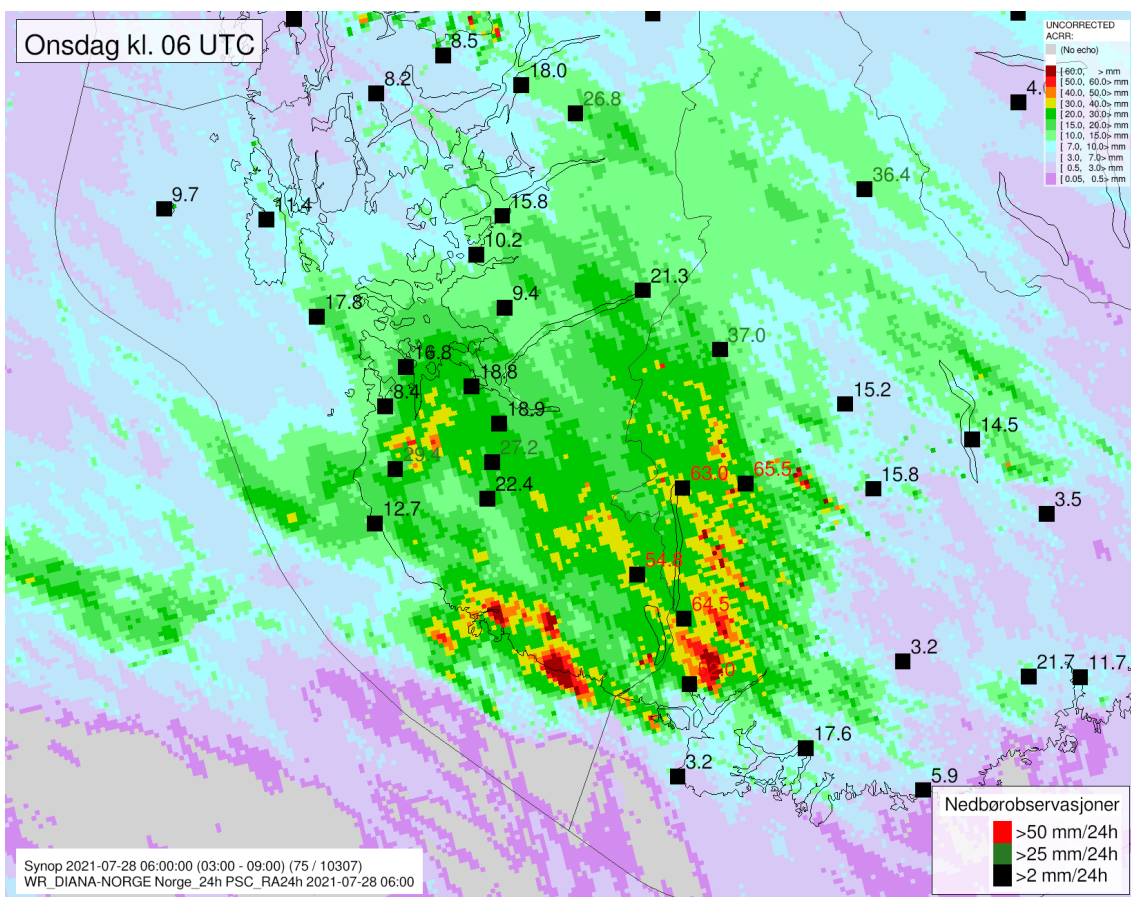 Onsdag kl. 06 UTC
UNCORRECTED
ACRR:
(No echo)
[ 60.0, > mm
[ 50.0, 60.0> mm
[ 40.0, 50.0> mm
[ 30.0, 40.0> mm
[ 20.0, 30.0> mm
[ 15.0, 20.0> mm
[ 10.0, 15.0> mm
[ 7.0, 10.0> mm
[ 3.0, 7.0> mm
[ 0.5, 3.0> mm
[ 0.05, 0.5> mm
8.5
18.0
8.2
26.8
36.4
9.7
11.4
15.8
10.2
21.3
17.8
9.4
37.0
16.8
18.8
8.4
15.2
18.9
14.5
27.2
29.4
63.0
65.5
15.8
22.4
3.5
12.7
54.8
64.5
3.2
21.7
11.7
17.6
3.2
5.9
Nedbørobservasjoner
>50 mm/24h
>25 mm/24h
>2 mm/24h
Synop 2021-07-28 06:00:00 (03:00 - 09:00) (75 / 10307)
WR_DIANA-NORGE Norge_24h PSC_RA24h 2021-07-28 06:00